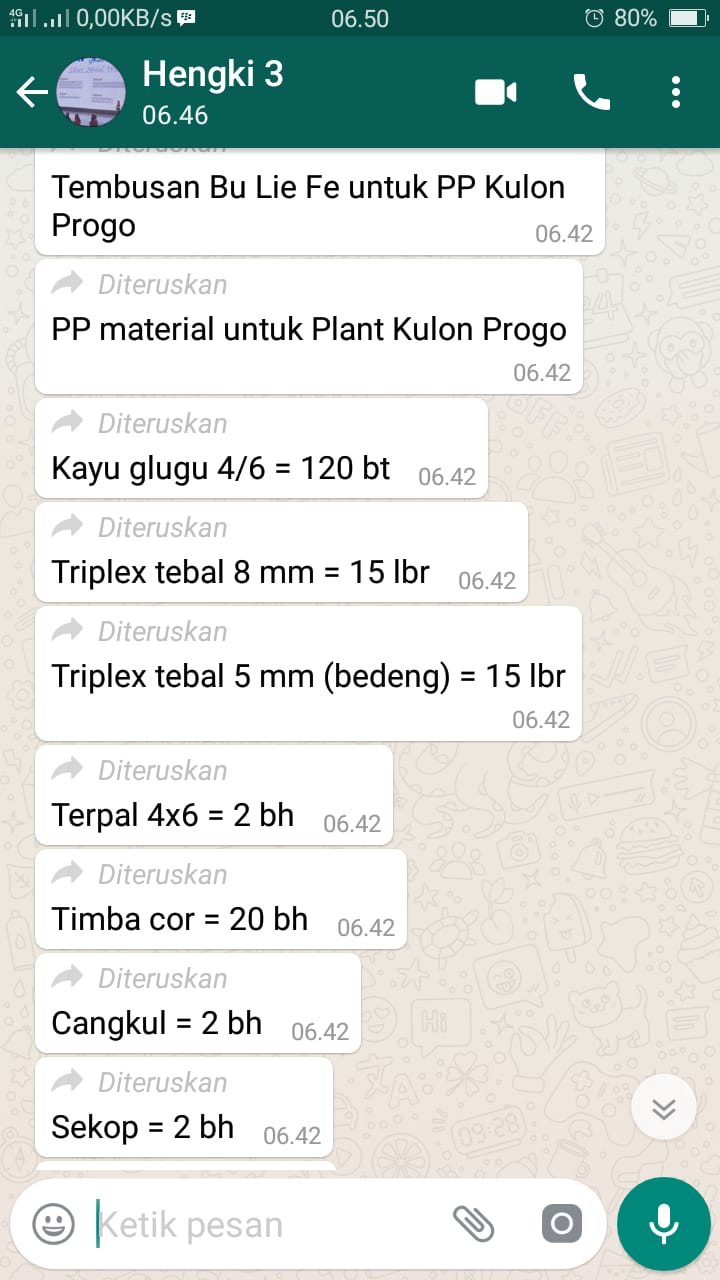 4G 0,00KB/s 06.50 80%
Hengki 3
06.46
Diteruskan
Tembusan Bu Lie Fe untuk PP Kulon
Progo
06.42
Diteruskan
PP material untuk Plant Kulon Progo
06.42
Diteruskan
Kayu glugu 4/6 = 120 bt 06.42
Diteruskan
Triplex tebal 8 mm = 15 lbr 06.42
Diteruskan
Triplex tebal 5 mm (bedeng) = 15 lbr
06.42
Diteruskan
Terpal 4x6 = 2 bh 06.42
Diteruskan
Timba cor = 20 bh 06.42
Diteruskan
Cangkul = 2 bh 06.42
Diteruskan
Sekop = 2 bh 06.42
Ketik pesan